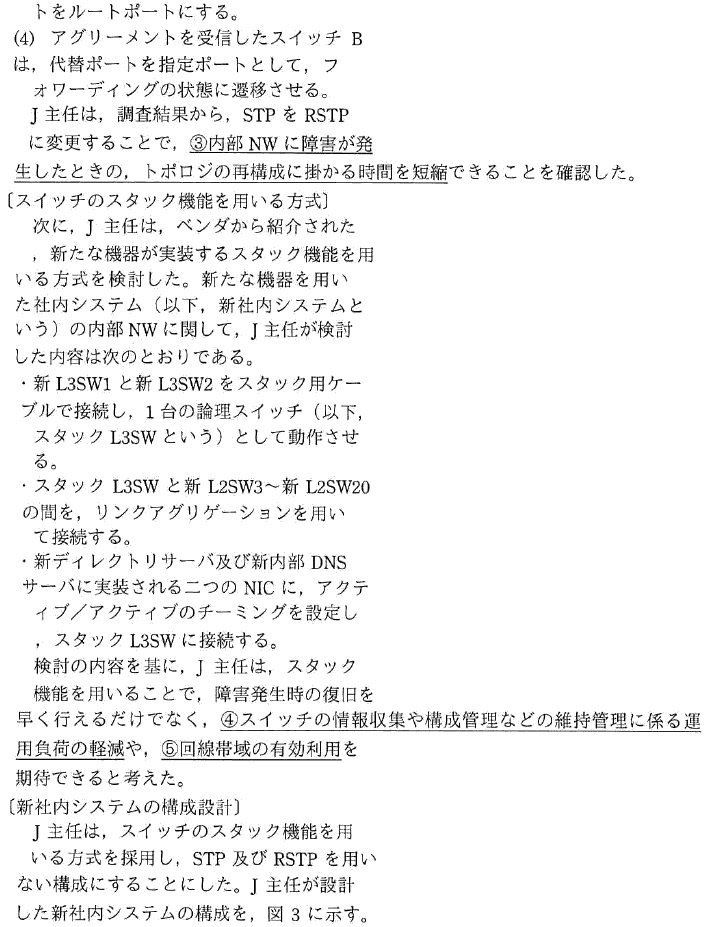 トをルートポートにする。
(4) アグリーメントを受信したスイッチ B
は，代替ポートを指定ポートとして，フ
ォワーディングの状態に遷移させる。
J 主任は，調査結果から，STP を RSTP
に変更することで，③内部 NW に障害が発
生したときの，トポロジの再構成に掛かる時間を短縮できることを確認した。
〔スイッチのスタック機能を用いる方式〕
次に，J 主任は，ベンダから紹介された
，新たな機器が実装するスタック機能を用
いる方式を検討した。新たな機器を用い
た社内システム（以下，新社内システムと
いう）の内部 NW に関して，J 主任が検討
した内容は次のとおりである。
・新 L3SW1 と新 L3SW2 をスタック用ケー
ブルで接続し，1 台の論理スイッチ（以下，
スタック L3SW という）として動作させ
る。
・スタック L3SW と新 L2SW3～新 L2SW20
の間を，リンクアグリゲーションを用い
て接続する。
・新ディレクトリサーバ及び新内部 DNS
サーバに実装される二つの NIC に，アクテ
ィブ／アクティブのチーミングを設定し
，スタック L3SW に接続する。
検討の内容を基に，J 主任は，スタック
機能を用いることで，障害発生時の復旧を
早く行えるだけでなく，④スイッチの情報収集や構成管理などの維持管理に係る運
用負荷の軽減や，⑤回線帯域の有効利用を
期待できると考えた。
〔新社内システムの構成設計〕
J 主任は，スイッチのスタック機能を用
いる方式を採用し，STP 及び RSTP を用い
ない構成にすることにした。J 主任が設計
した新社内システムの構成を，図 3 に示す。